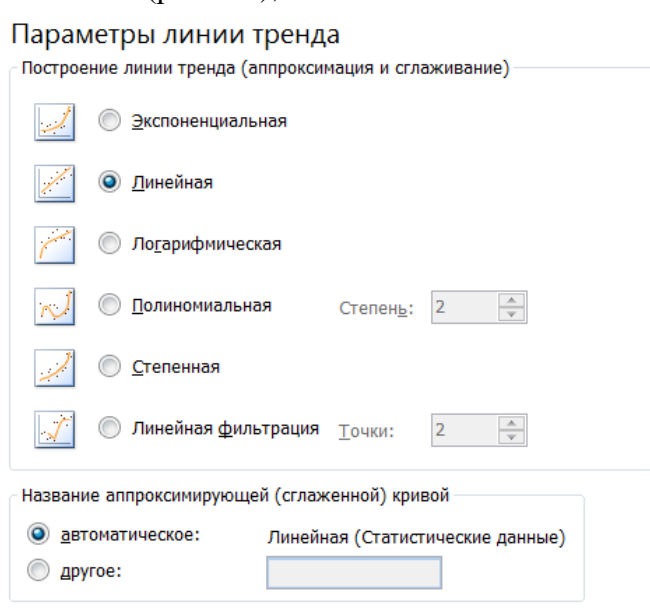 Параметры линии тренда
Построение линии тренда (аппроксимация и сглаживание)
Экспоненциальная
Линейная
Логарифмическая
Полиномиальная Степень: 2
Степенная
Линейная фильтрация Точки: 2
Название аппроксимирующей (сглаженной) кривой
автоматическое: Линейная (Статистические данные)
другое: